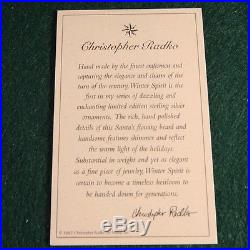 Christopher Radko
Hand made by the finest craftsmen and
capturing the elegance and charm of the
turn of the century, Winter Spirit is the
first in my series of dazzling and
enchanting limited edition sterling silver
ornaments. The rich, hand polished
details of this Santa's flowing beard and
handsome features shimmer and reflect
the warm light of the holidays.
Substantial in weight and yet as elegant
as a fine piece of jewelry, Winter Spirit is
certain to become a timeless heirloom to
be handed down for generations.
Christopher Radko
Christopher Radko